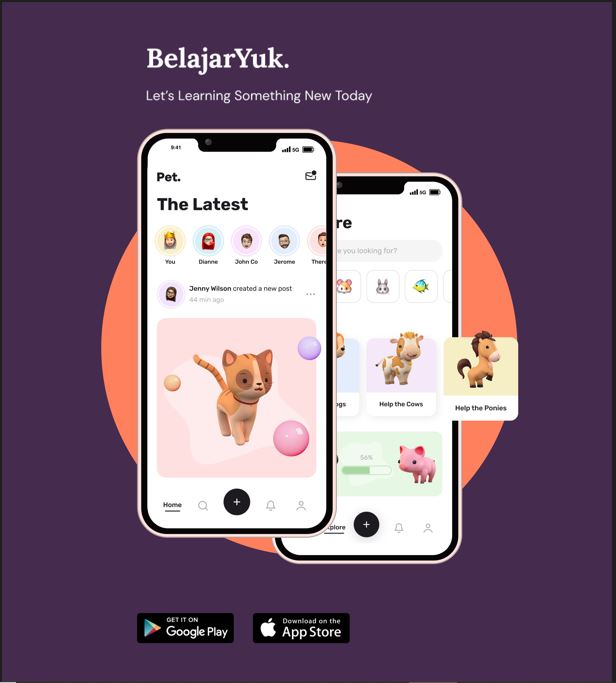 BelajarYuk.
Let's Learning Something New Today
9:41
5G
Pet.
The Latest
You
Dianne
John Co
Jerome
There
Jenny Wilson created a new post
44 min ago
Home
5G
re
e you looking for?
ogs
Help the Cows
Help the Ponies
56%
xplore
GET IT ON
Google Play
Download on the
App Store